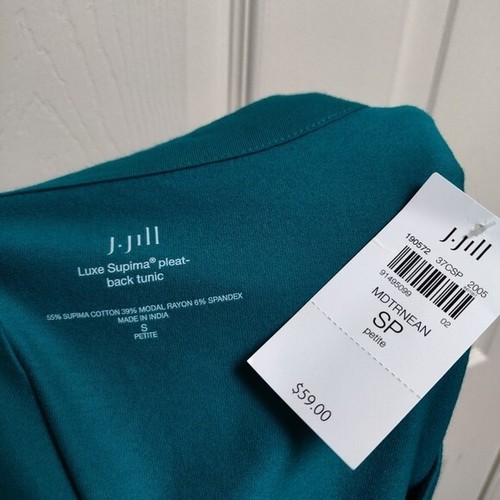 J.Jill
Luxe Supima® pleat-
back tunic
55% SUPIMA COTTON 39% MODAL RAYON 6% SPANDEX
MADE IN INDIA
S
PETITE
J.Jill
190572 37CSP 2005
91495099 02
MDTRNEAN
SP
petite
$59.00